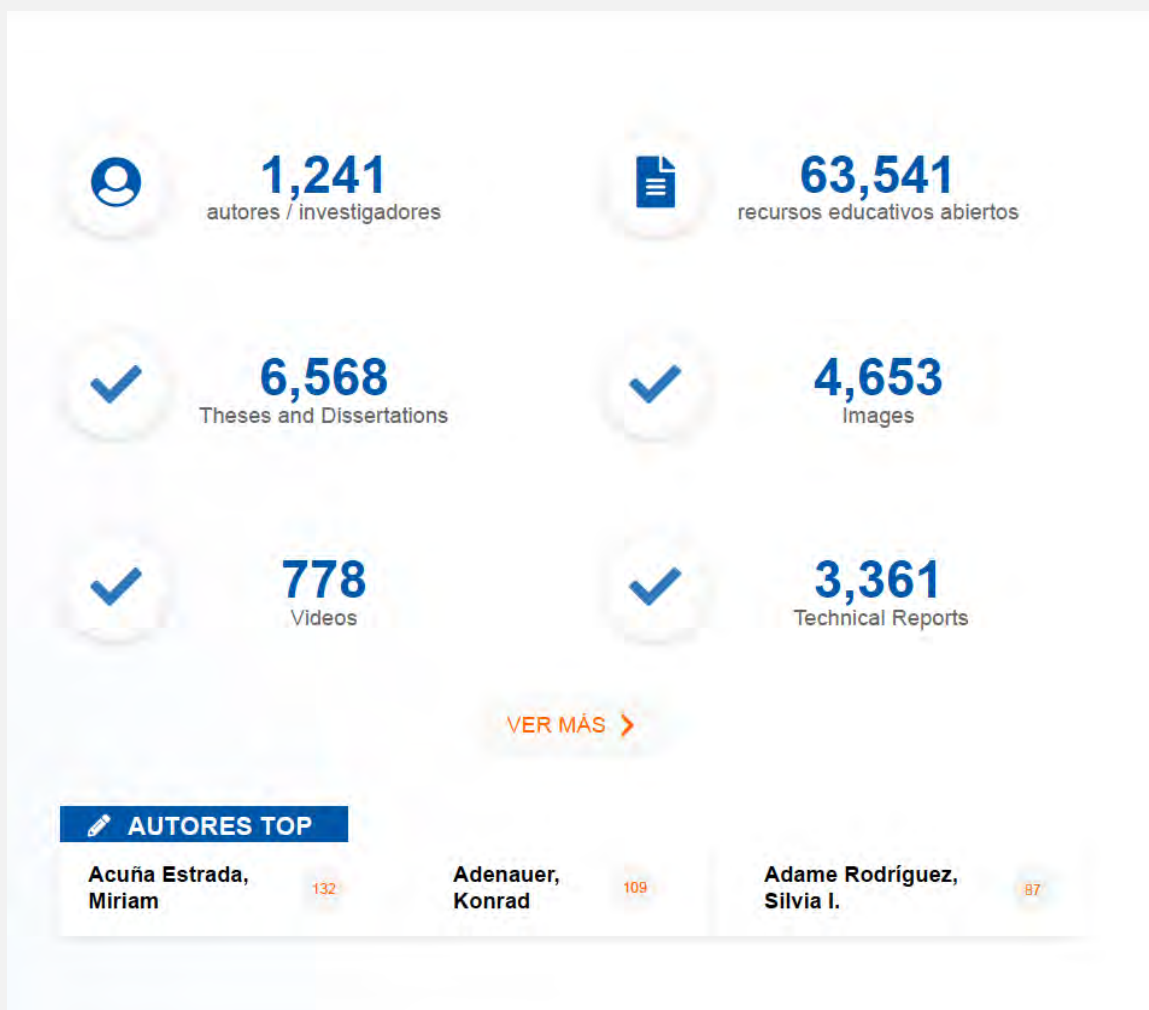 1,241
autores / investigadores
63,541
recursos educativos abiertos
6,568
Theses and Dissertations
4,653
Images
778
Videos
3,361
Technical Reports
VER MÁS
AUTORES TOP
Acuña Estrada,
Miriam
132
Adenauer,
Konrad
109
Adame Rodríguez,
Silvia I.
87